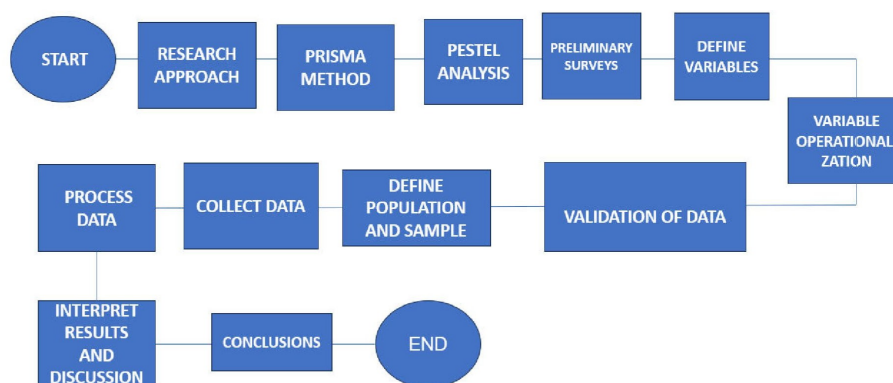 START
RESEARCH
APPROACH
PRISMA
METHOD
PESTEL
ANALYSIS
PRELIMINARY
SURVEYS
DEFINE
VARIABLES
VARIABLE
OPERATIONALI
ZATION
VALIDATION OF DATA
DEFINE
POPULATION
AND SAMPLE
COLLECT DATA
PROCESS
DATA
INTERPRET
RESULTS
AND
DISCUSSION
CONCLUSIONS
END